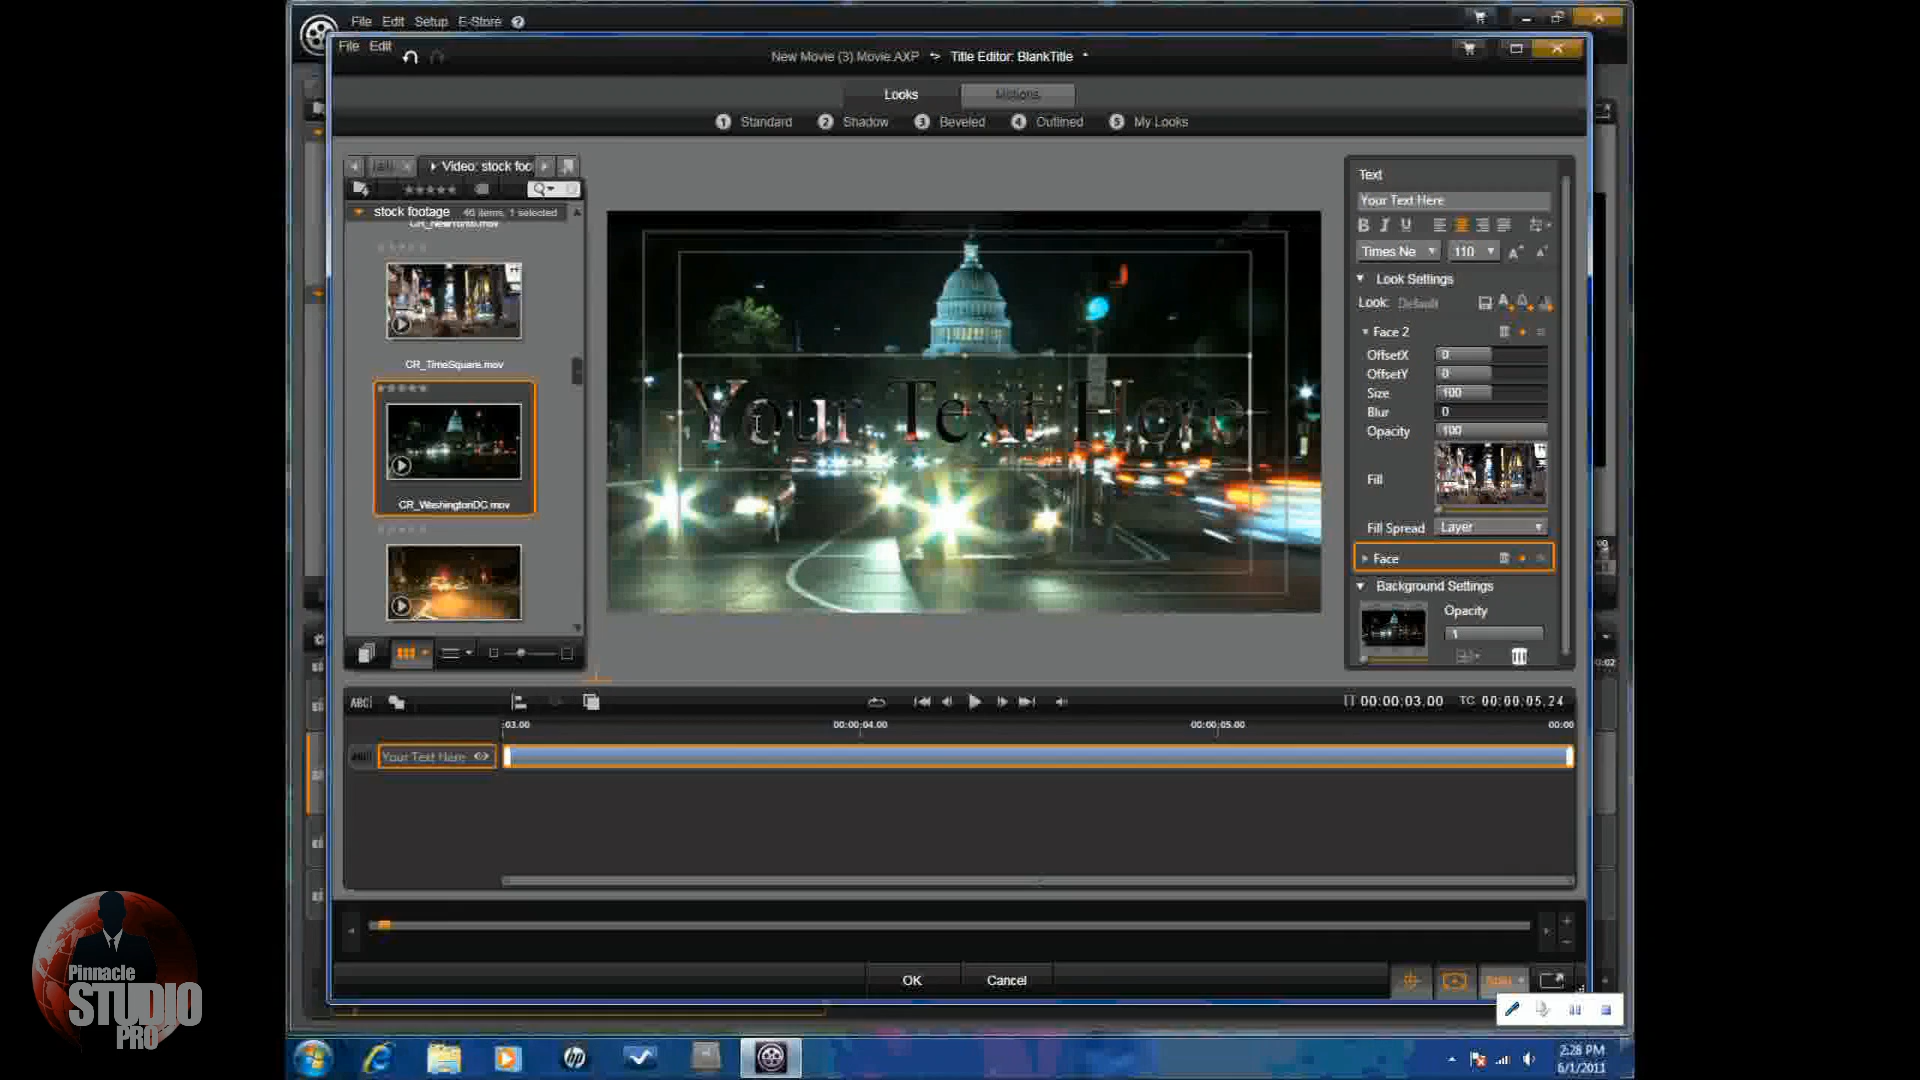 File Edit Setup E-Store ?
File Edit
New Movie (3).Movie.AXP Title Editor: BlankTitle
Looks Motions
1 Standard 2 Shadow 3 Beveled 4 Outlined 5 My Looks
Video: stock foo
stock footage 46 items, 1 selected
CR_TimeSquare.mov
CR_WashingtonDC.mov
Your Text Here
Text
Your Text Here
B I U
Times Ne 110
Look Settings
Look: Default
Face 2
OffsetX 0
OffsetY 0
Size 100
Blur 0
Opacity 100
Fill
Fill Spread Layer
Face
Background Settings
Opacity
1
ABC
[] 00:00:03.00 TC 00:00:05.24
:03.00 00:00:04.00 00:00:05.00 00:00
Your Text Here
OK Cancel
Pinnacle
STUDIO
PRO
hp
2:28 PM
6/1/2011